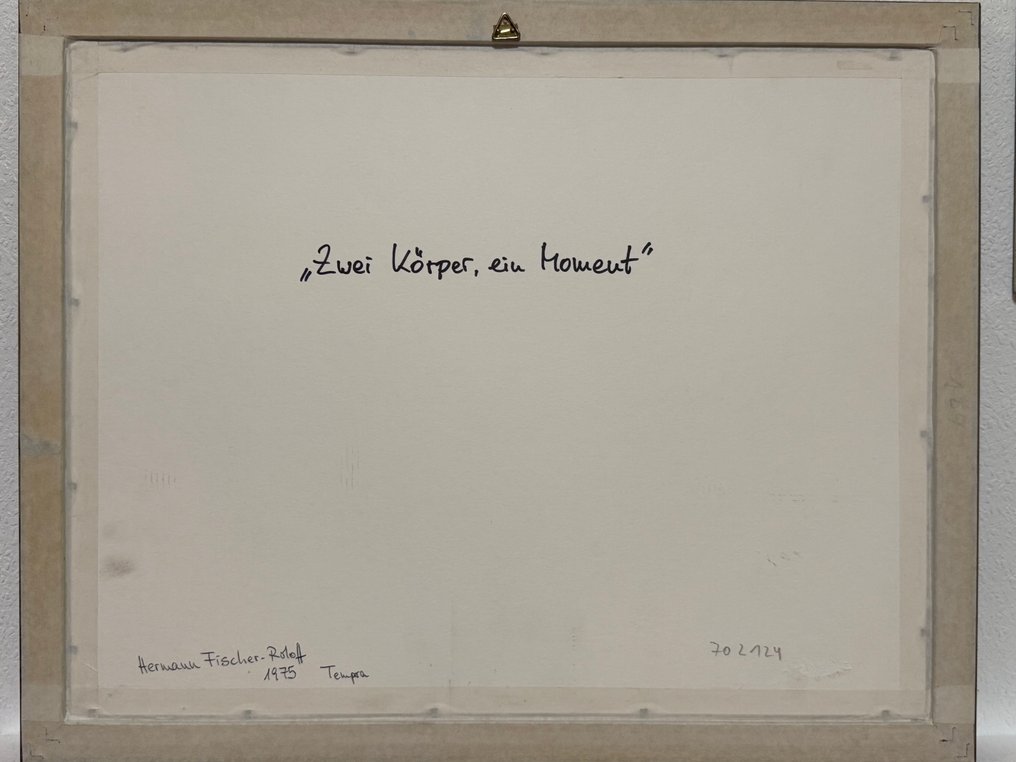 „Zwei Körper, ein Moment“
Hermann Fischer-Roloff
1975 Tempra
702124